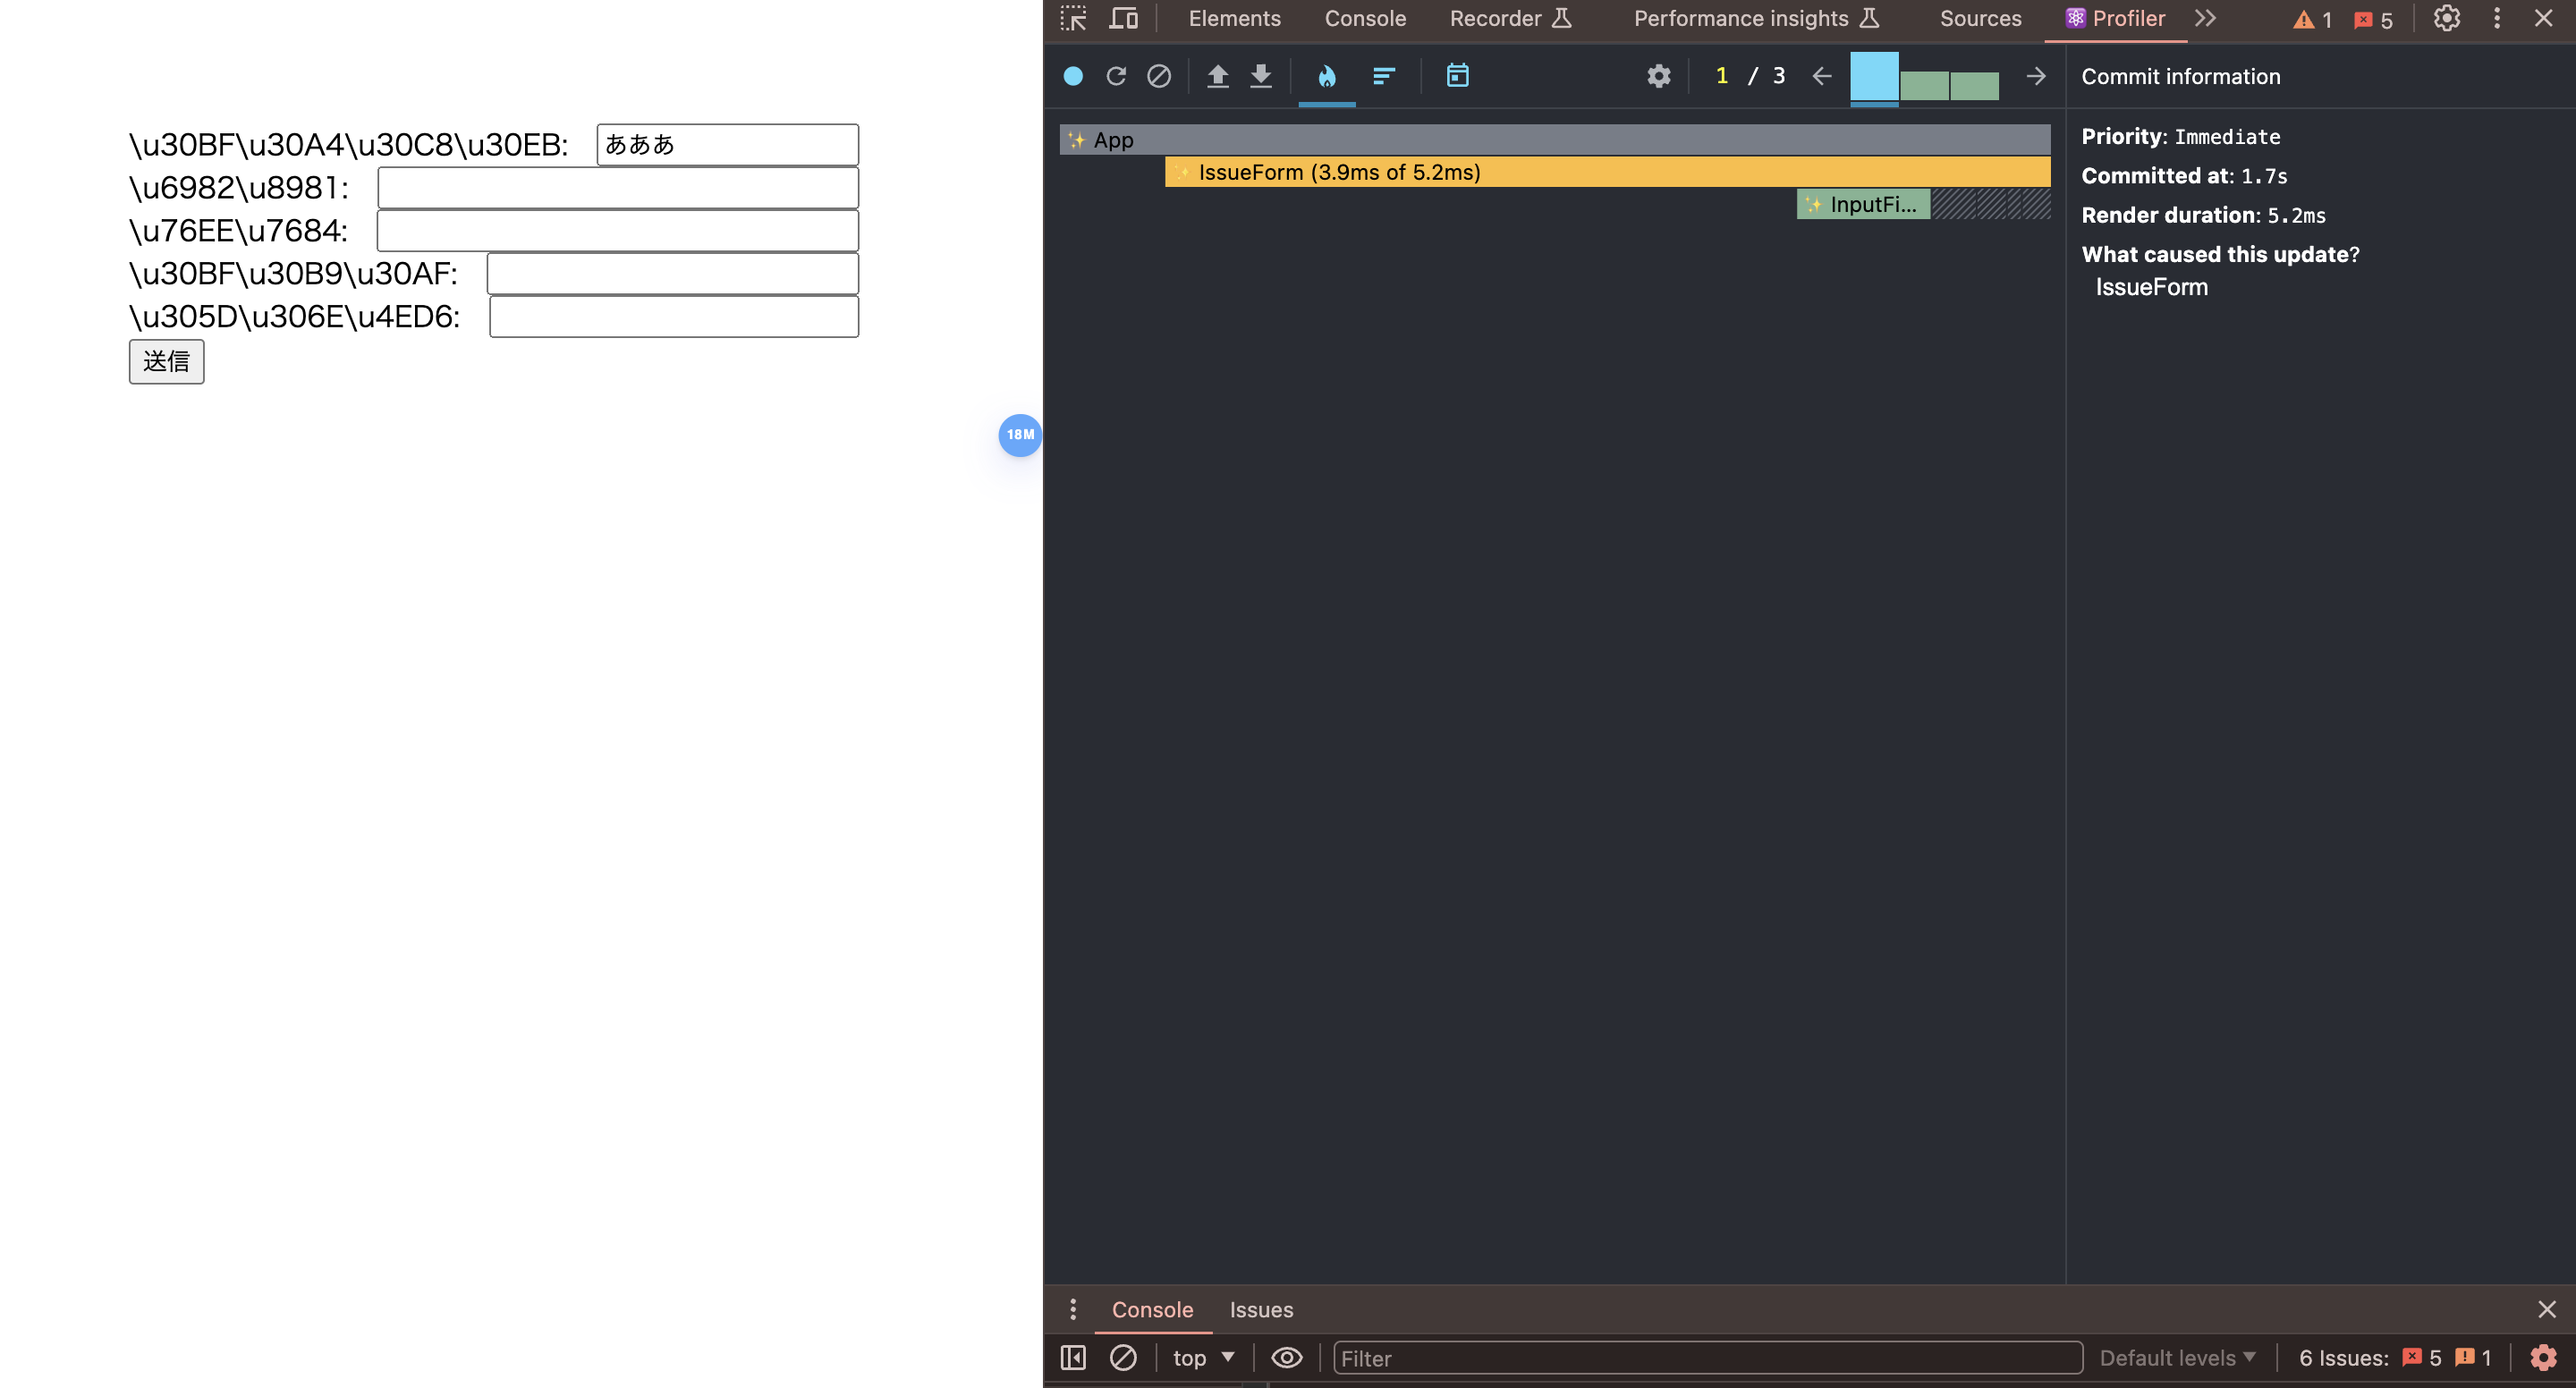 \u30BF\u30A4\u30C8\u30EB: あああ
\u6982\u8981:
\u76EE\u7684:
\u30BF\u30B9\u30AF:
\u305D\u306E\u4ED6:
送信
18M
Elements Console Recorder Performance insights Sources Profiler 1 5
1 / 3
App
IssueForm (3.9ms of 5.2ms)
InputFi...
Commit information
Priority: Immediate
Committed at: 1.7s
Render duration: 5.2ms
What caused this update?
IssueForm
Console Issues
top Filter Default levels 6 Issues: 5 1